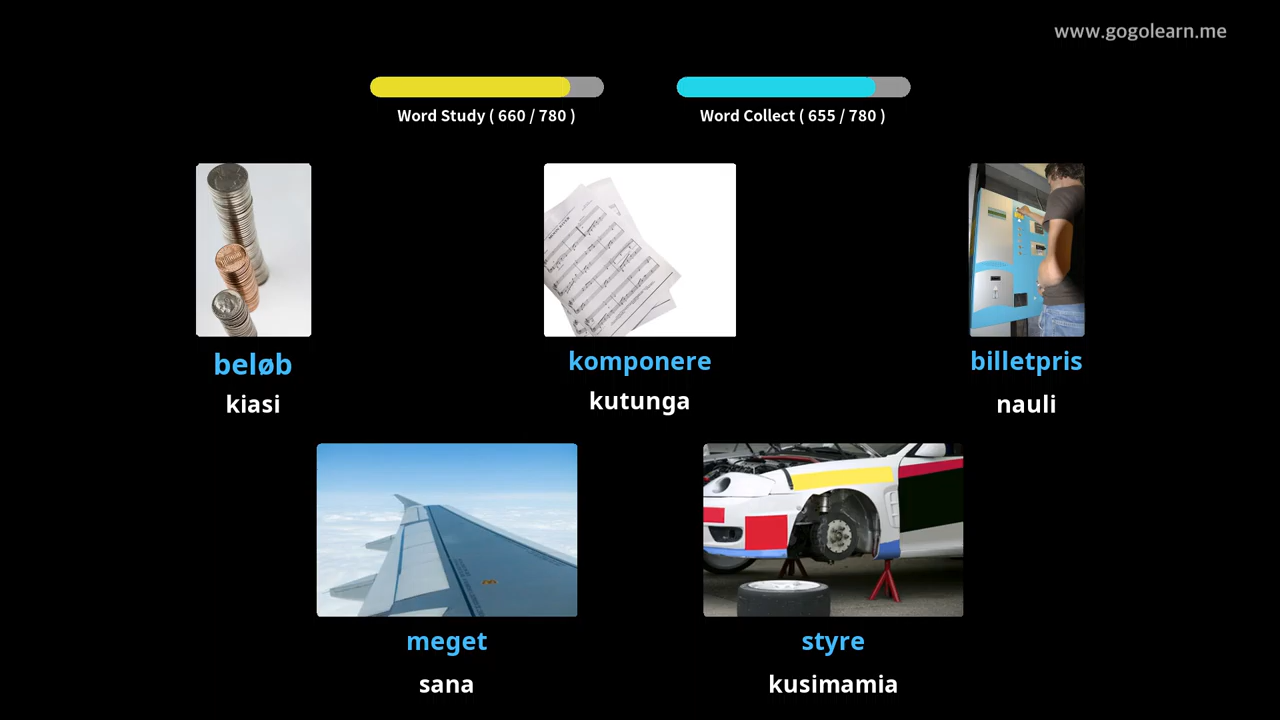 www.gogolearn.me
Word Study ( 660 / 780 )
Word Collect ( 655 / 780 )
beløb
komponere
billetpris
kiasi
kutunga
nauli
meget
styre
sana
kusimamia